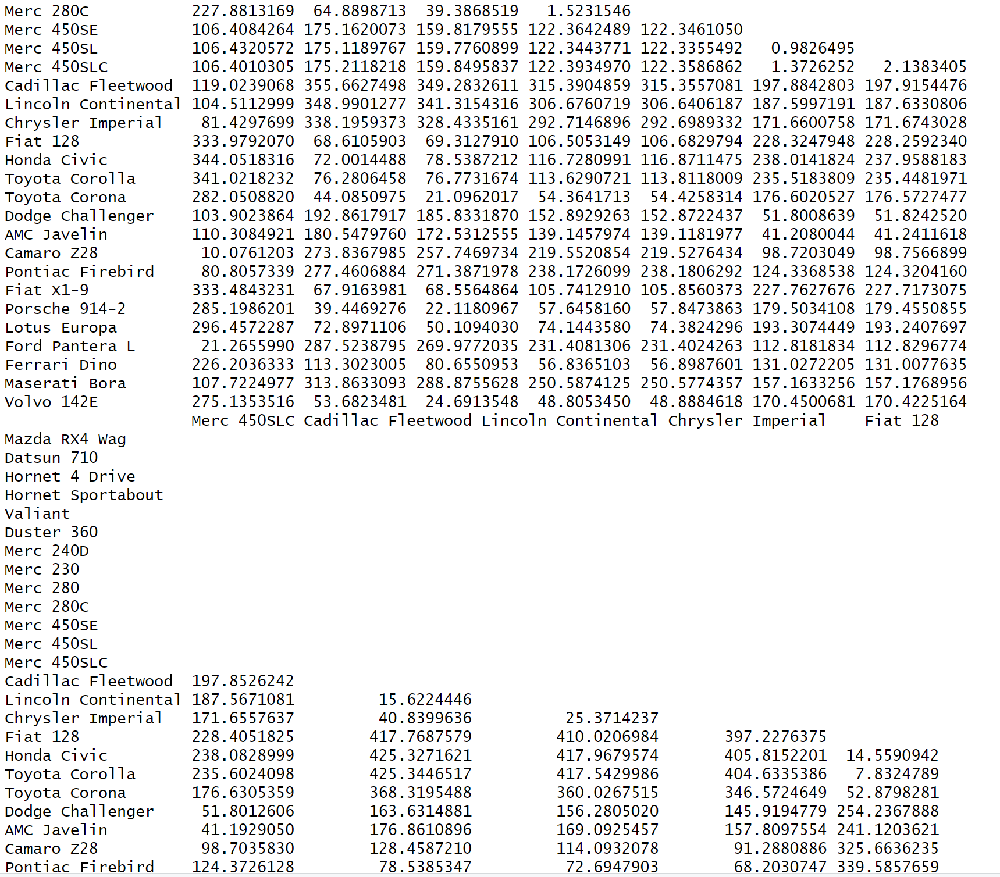 Merc 280C           227.8813169  64.8898713  39.3868519   1.5231546
Merc 450SE          106.4084264 175.1620073 159.8179555 122.3642489 122.3461050
Merc 450SL          106.4320572 175.1189767 159.7760899 122.3443771 122.3355492   0.9826495
Merc 450SLC         106.4010305 175.2118218 159.8495837 122.3934970 122.3586862   1.3726252   2.1383405
Cadillac Fleetwood  119.0239068 355.6627498 349.2832611 315.3904859 315.3557081 197.8842803 197.9154476
Lincoln Continental 104.5112999 348.9901277 341.3154316 306.6760719 306.6406187 187.5997191 187.6330806
Chrysler Imperial    81.4297699 338.1959373 328.4335161 292.7146896 292.6989332 171.6600758 171.6743028
Fiat 128            333.9792070  68.6105903  69.3127910 106.5053149 106.6829794 228.3247948 228.2592340
Honda Civic         344.0518316  72.0014488  78.5387212 116.7280991 116.8711475 238.0141824 237.9588183
Toyota Corolla      341.0218232  76.2806458  76.7731674 113.6290721 113.8118009 235.5183809 235.4481971
Toyota Corona       282.0508820  44.0850975  21.0962017  54.3641713  54.4258314 176.6020527 176.5727477
Dodge Challenger    103.9023864 192.8617917 185.8331870 152.8929263 152.8722437  51.8008639  51.8242520
AMC Javelin         110.3084921 180.5479760 172.5312555 139.1457974 139.1181977  41.2080044  41.2411618
Camaro Z28           10.0761203 273.8367985 257.7469734 219.5520854 219.5276434  98.7203049  98.7566899
Pontiac Firebird     80.8057339 277.4606884 271.3871978 238.1726099 238.1806292 124.3368538 124.3204160
Fiat X1-9           333.4843231  67.9163981  68.5564864 105.7412910 105.8560373 227.7627676 227.7173075
Porsche 914-2       285.1986201  39.4469276  22.1180967  57.6458160  57.8473863 179.5034108 179.4550855
Lotus Europa        296.4572287  72.8971106  50.1094030  74.1443580  74.3824296 193.3074449 193.2407697
Ford Pantera L       21.2655990 287.5238795 269.9772035 231.4081306 231.4024263 112.8181834 112.8296774
Ferrari Dino        226.2036333 113.3023005  80.6550953  56.8365103  56.8987601 131.0272205 131.0077635
Maserati Bora       107.7224977 313.8633093 288.8755628 250.5874125 250.5774357 157.1633256 157.1768956
Volvo 142E          275.1353516  53.6823481  24.6913548  48.8053450  48.8884618 170.4500681 170.4225164
                    Merc 450SLC Cadillac Fleetwood Lincoln Continental Chrysler Imperial    Fiat 128
Mazda RX4 Wag
Datsun 710
Hornet 4 Drive
Hornet Sportabout
Valiant
Duster 360
Merc 240D
Merc 230
Merc 280
Merc 280C
Merc 450SE
Merc 450SL
Merc 450SLC
Cadillac Fleetwood  197.8526242
Lincoln Continental 187.5671081         15.6224446
Chrysler Imperial   171.6557637         40.8399636          25.3714237
Fiat 128            228.4051825        417.7687579         410.0206984       397.2276375
Honda Civic         238.0828999        425.3271621         417.9679574       405.8152201  14.5590942
Toyota Corolla      235.6024098        425.3446517         417.5429986       404.6335386   7.8324789
Toyota Corona       176.6305359        368.3195488         360.0267515       346.5724649  52.8798281
Dodge Challenger     51.8012606        163.6314881         156.2805020       145.9194779 254.2367888
AMC Javelin          41.1929050        176.8610896         169.0925457       157.8097554 241.1203621
Camaro Z28           98.7035830        128.4587210         114.0932078        91.2880886 325.6636235
Pontiac Firebird    124.3726128         78.5385347          72.6947903        68.2030747 339.5857659